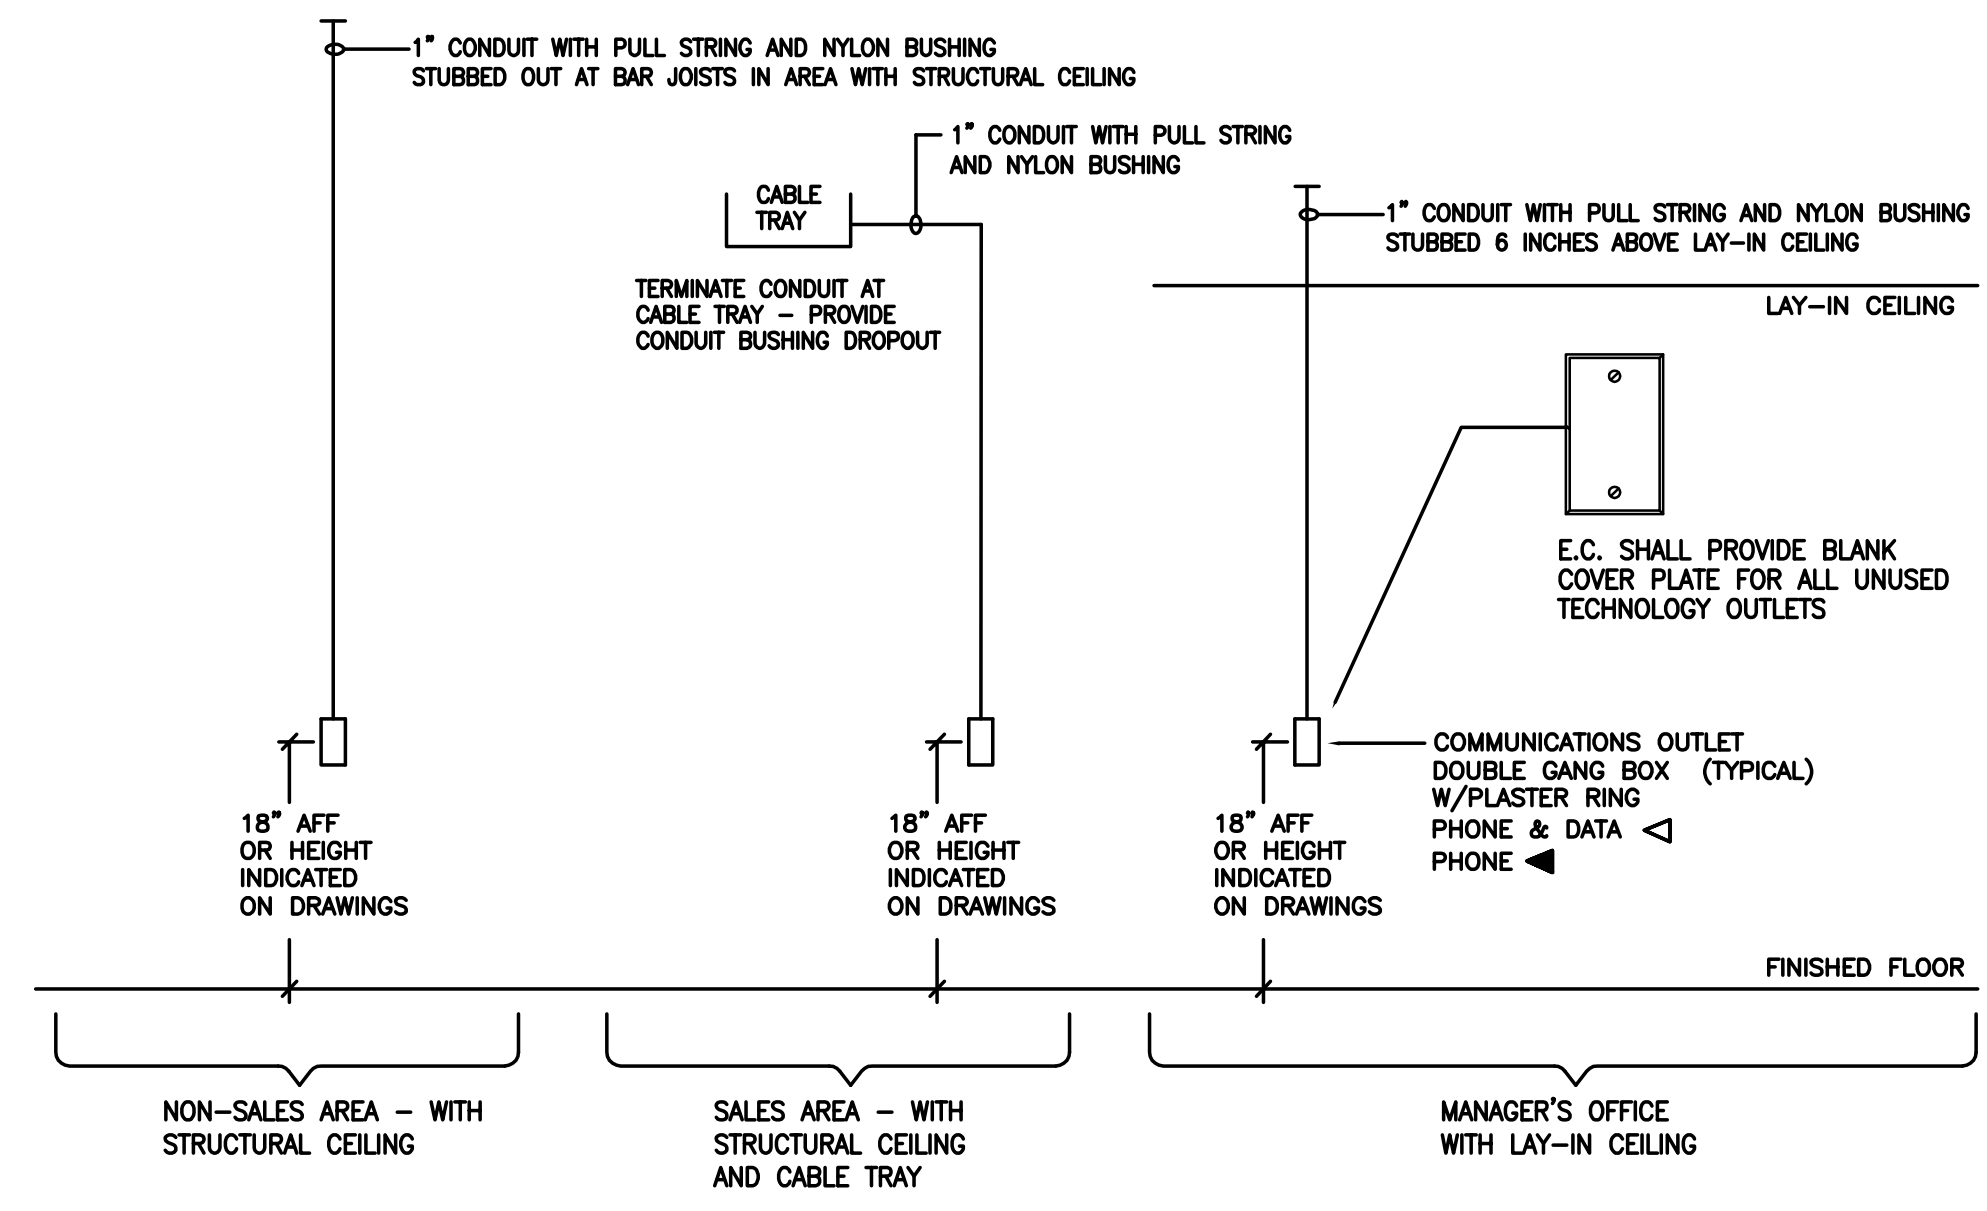 1" CONDUIT WITH PULL STRING AND NYLON BUSHING
STUBBED OUT AT BAR JOISTS IN AREA WITH STRUCTURAL CEILING
1" CONDUIT WITH PULL STRING
AND NYLON BUSHING
CABLE
TRAY
1" CONDUIT WITH PULL STRING AND NYLON BUSHING
STUBBED 6 INCHES ABOVE LAY-IN CEILING
TERMINATE CONDUIT AT
CABLE TRAY - PROVIDE
CONDUIT BUSHING DROPOUT
LAY-IN CEILING
E.C. SHALL PROVIDE BLANK
COVER PLATE FOR ALL UNUSED
TECHNOLOGY OUTLETS
COMMUNICATIONS OUTLET
DOUBLE GANG BOX (TYPICAL)
W/PLASTER RING
PHONE & DATA
PHONE
18" AFF
OR HEIGHT
INDICATED
ON DRAWINGS
18" AFF
OR HEIGHT
INDICATED
ON DRAWINGS
18" AFF
OR HEIGHT
INDICATED
ON DRAWINGS
FINISHED FLOOR
NON-SALES AREA - WITH
STRUCTURAL CEILING
SALES AREA - WITH
STRUCTURAL CEILING
AND CABLE TRAY
MANAGER'S OFFICE
WITH LAY-IN CEILING